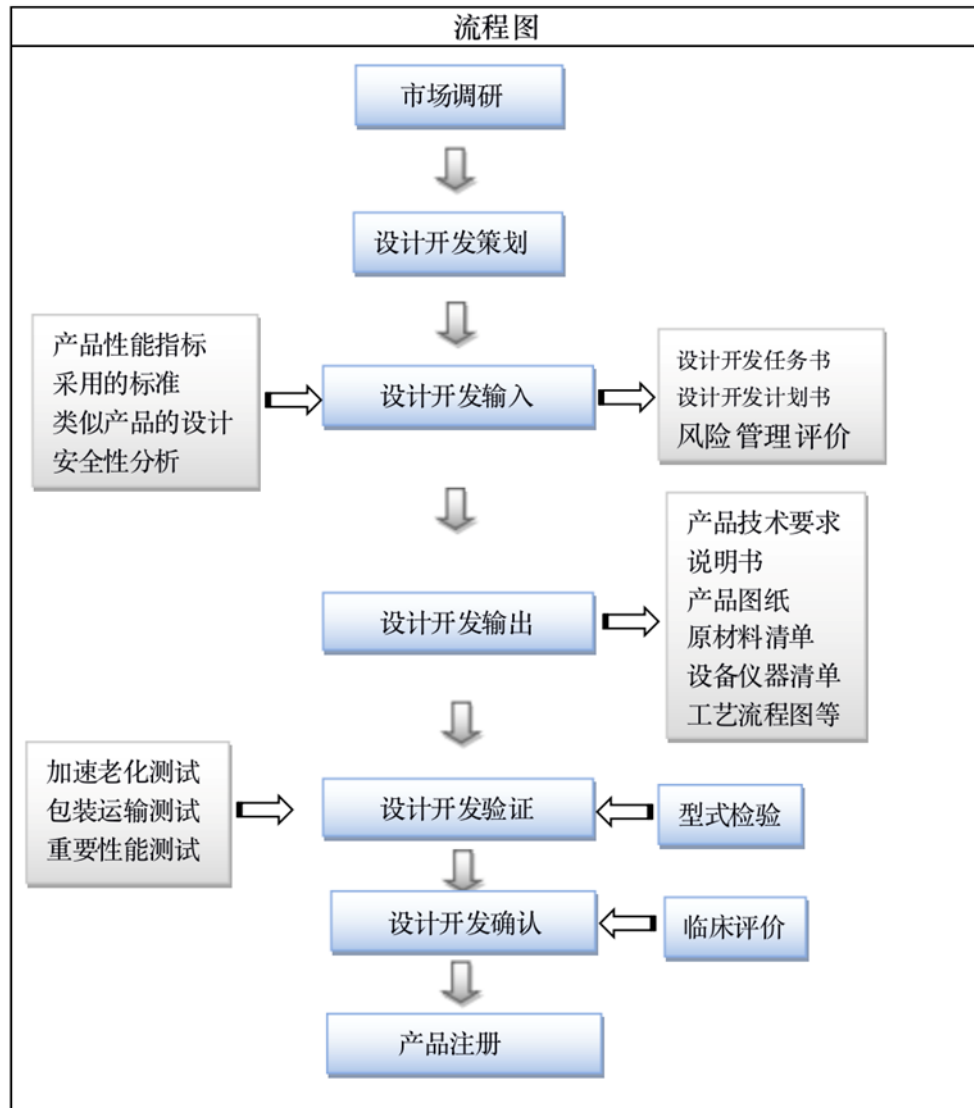 流程图
市场调研
设计开发策划
产品性能指标
采用的标准
类似产品的设计
安全性分析
设计开发输入
设计开发任务书
设计开发计划书
风险管理评价
设计开发输出
产品技术要求
说明书
产品图纸
原材料清单
设备仪器清单
工艺流程图等
加速老化测试
包装运输测试
重要性能测试
设计开发验证
型式检验
设计开发确认
临床评价
产品注册